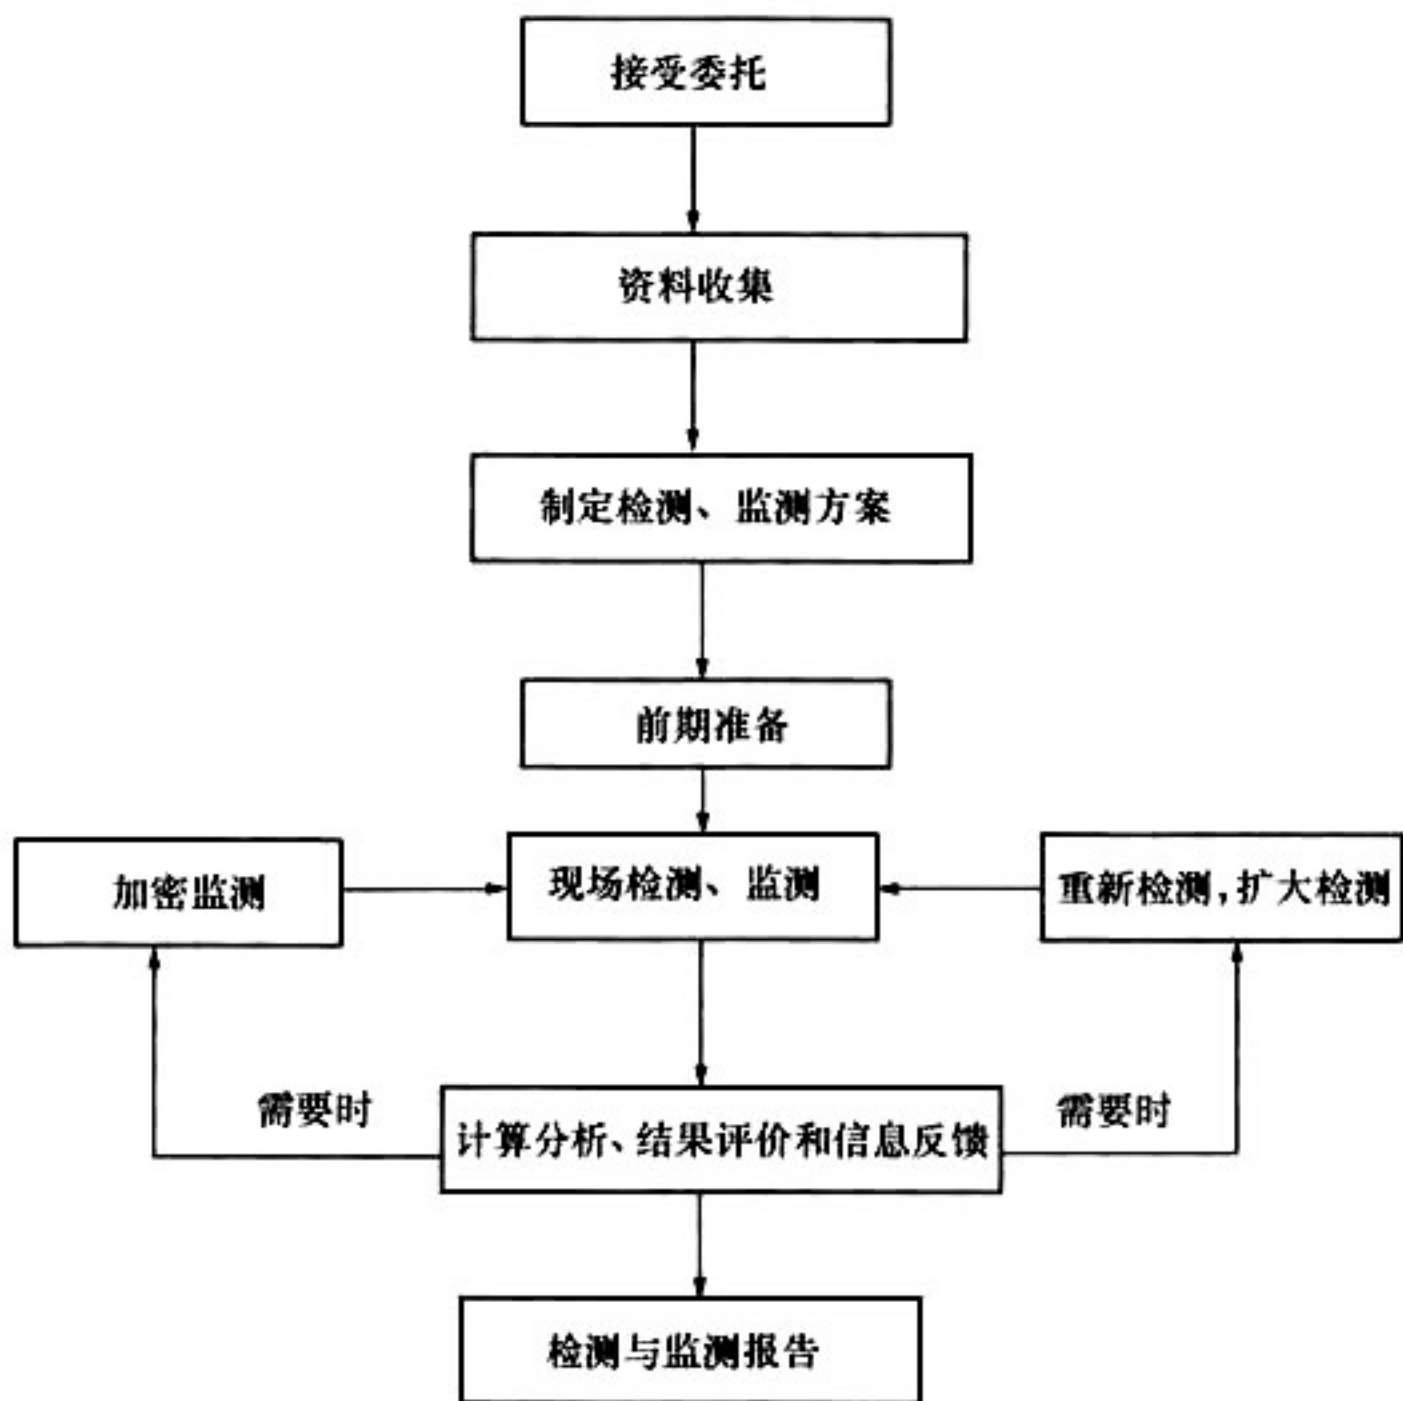 接受委托
资料收集
制定检测、监测方案
前期准备
加密监测
现场检测、监测
重新检测,扩大检测
需要时
需要时
计算分析、结果评价和信息反馈
检测与监测报告